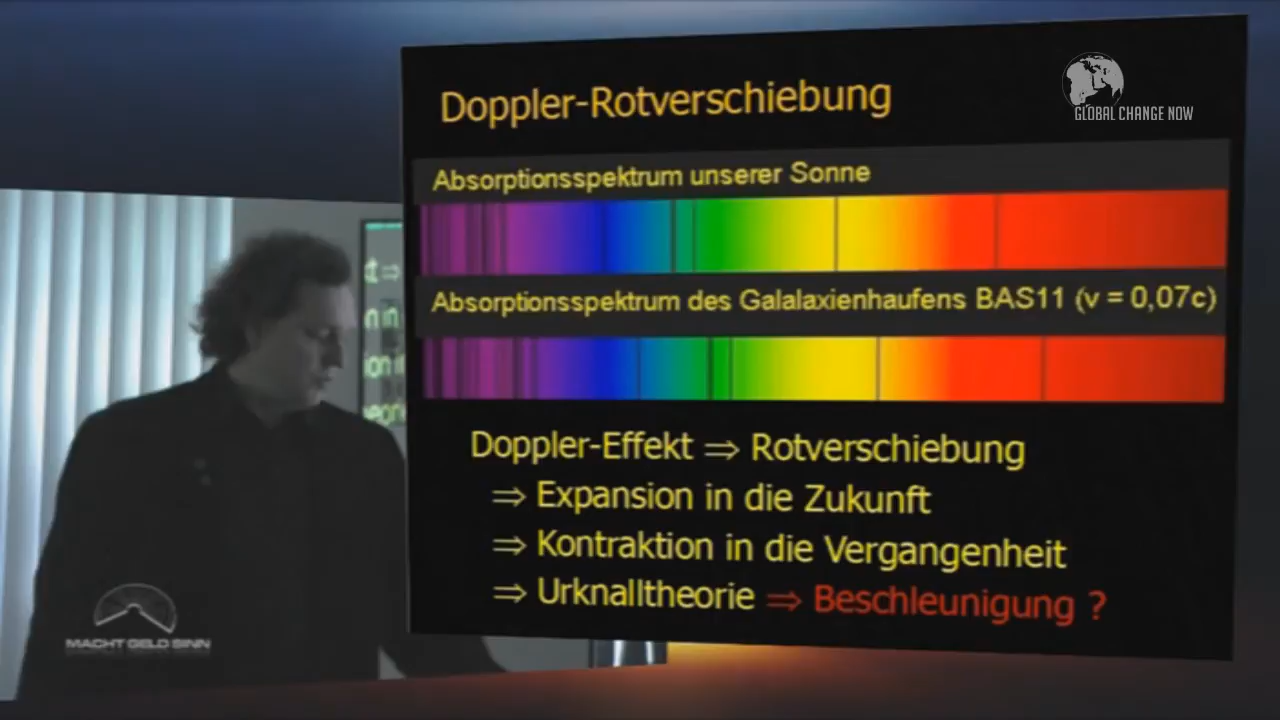 Doppler-Rotverschiebung
GLOBAL CHANGE NOW
Absorptionsspektrum unserer Sonne
Absorptionsspektrum des Galalaxienhaufens BAS11 (v = 0,07c)
Doppler-Effekt ⇒ Rotverschiebung
⇒ Expansion in die Zukunft
⇒ Kontraktion in die Vergangenheit
⇒ Urknalltheorie ⇒ Beschleunigung ?
MACHT GELD SINN